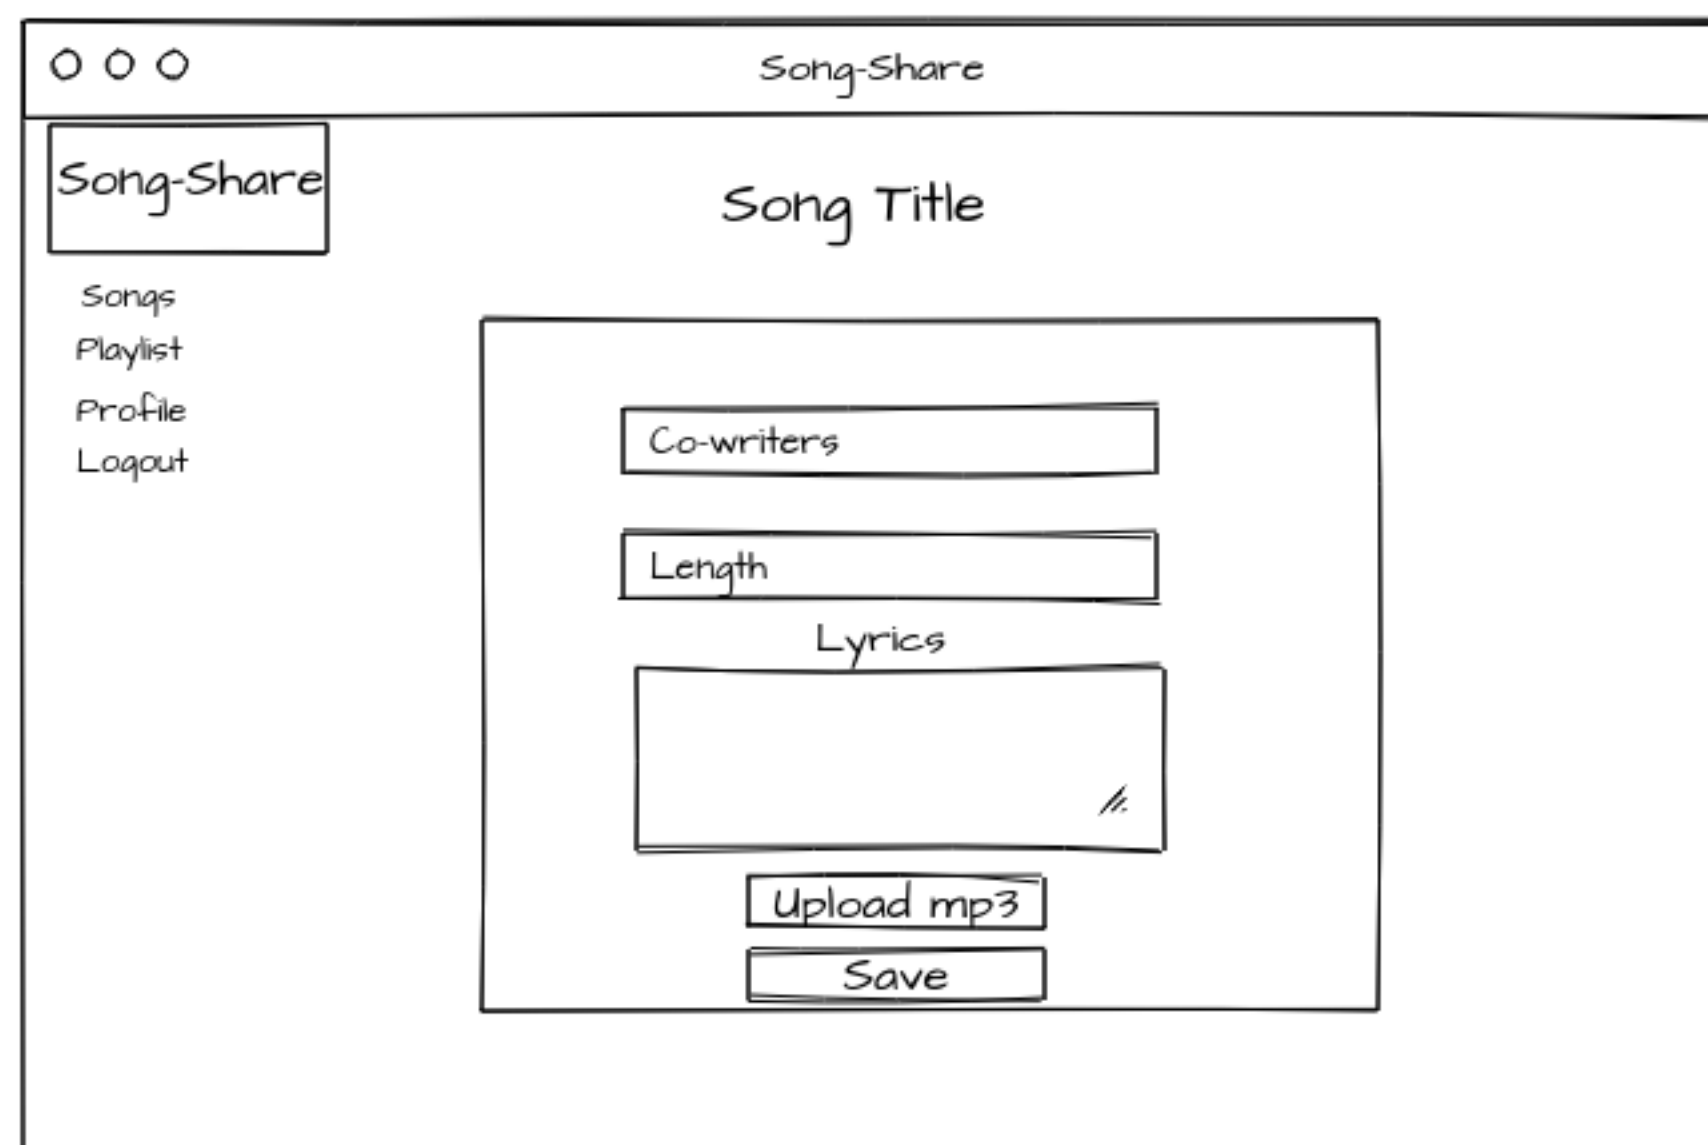 Song-Share
Song-Share
Song Title
Songs
Playlist
Profile
Logout
Co-writers
Length
Lyrics
Upload mp3
Save